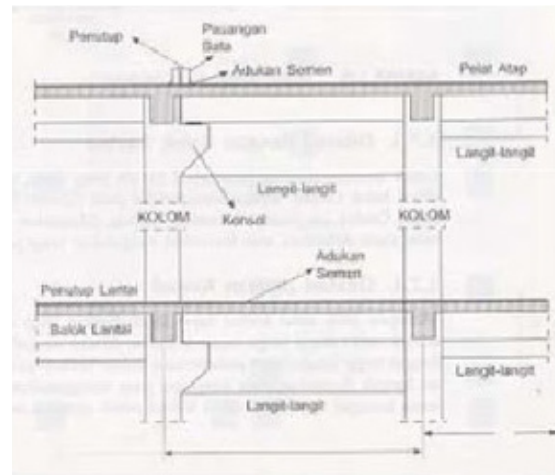 Penutup
Pasangan
Bata
Adukan Semen
Pelat Atap
Langit-langit
Langit-langit
KOLOM
Konsol
KOLOM
Adukan
Semen
Penutup Lantai
Balok Lantai
Langit-langit
Langit-langit